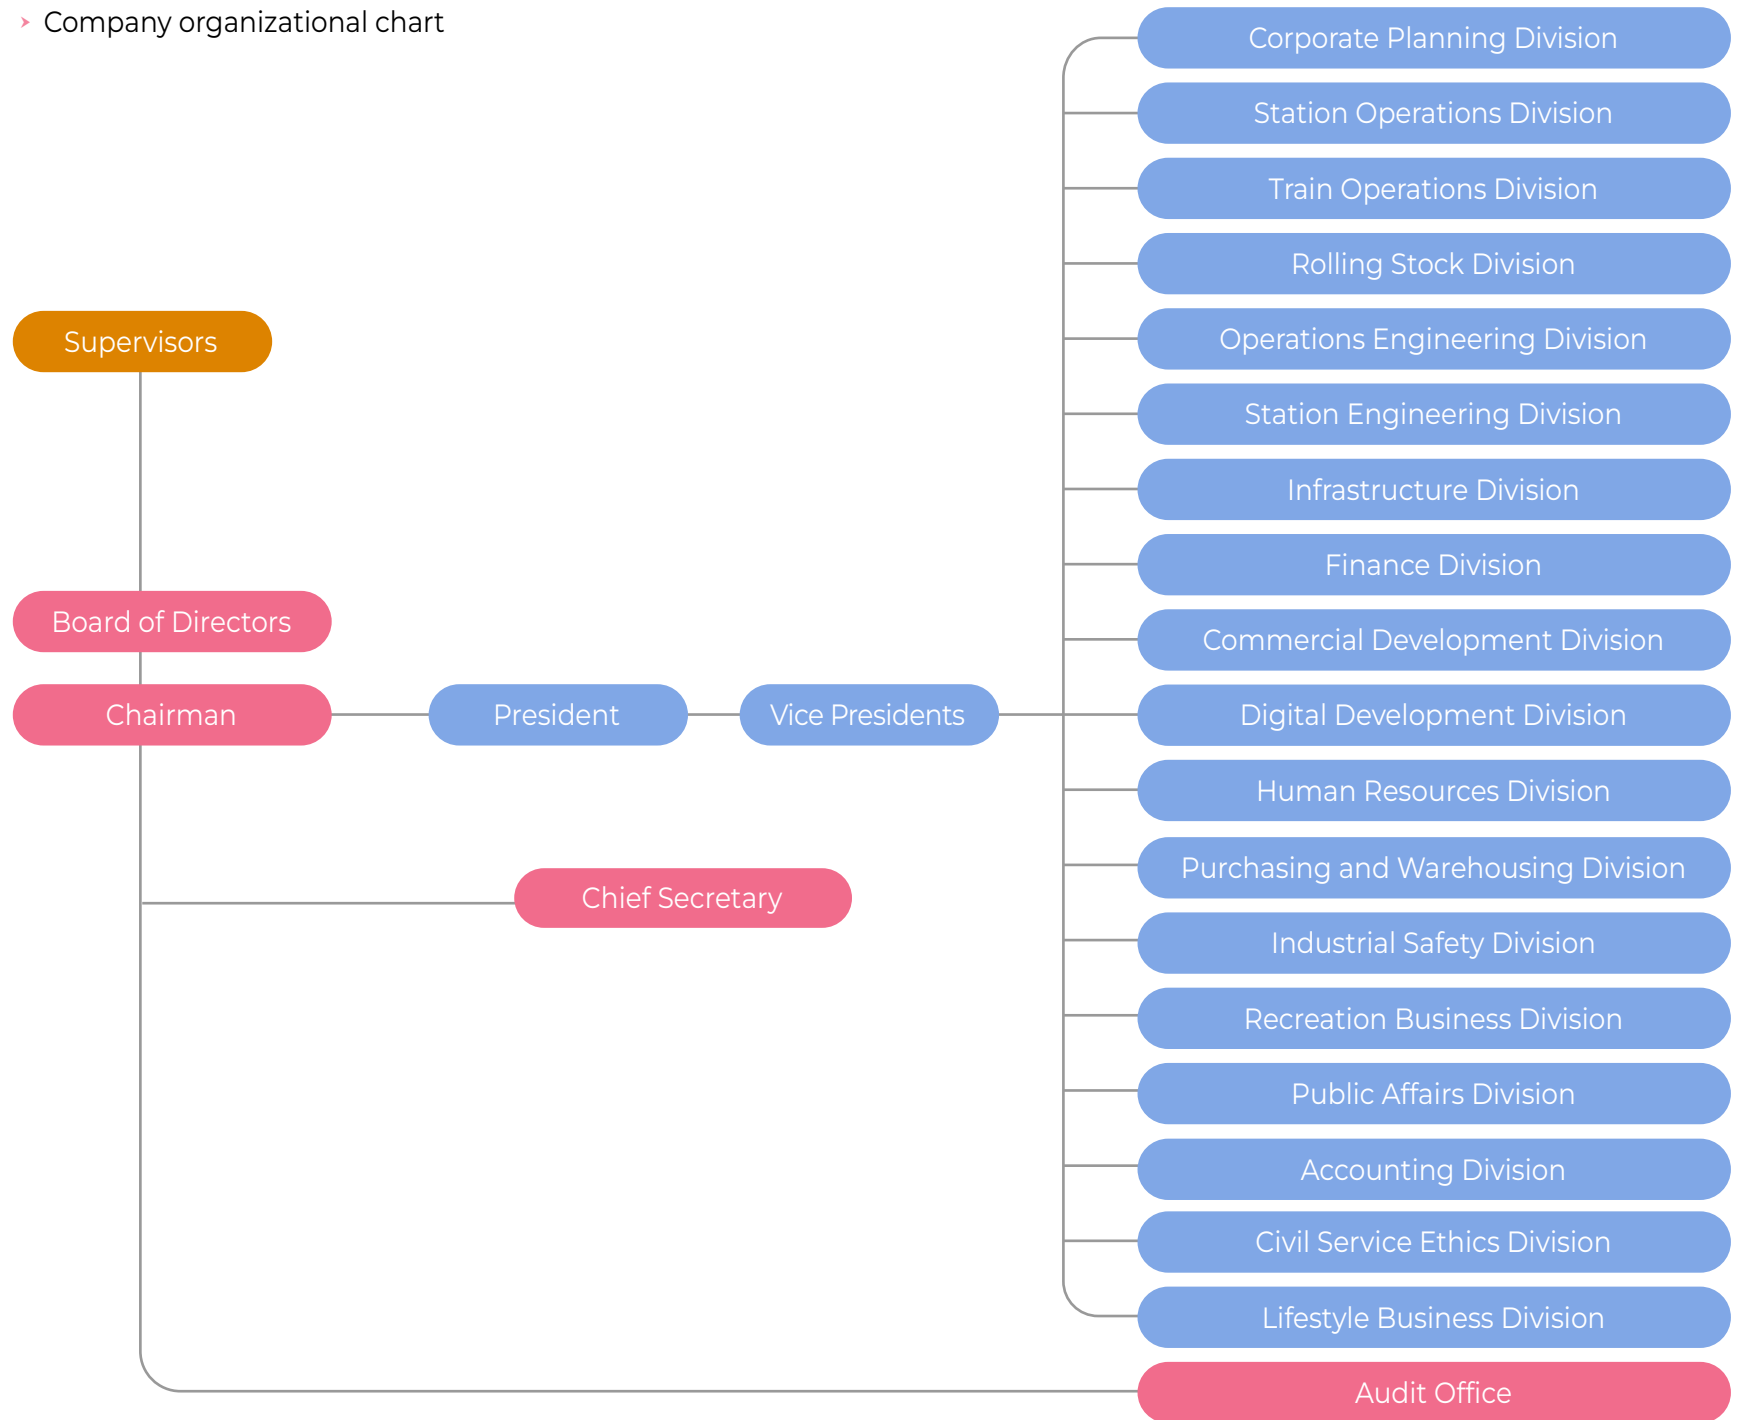 Company organizational chart
Supervisors
Board of Directors
Chairman
President
Vice Presidents
Chief Secretary
Corporate Planning Division
Station Operations Division
Train Operations Division
Rolling Stock Division
Operations Engineering Division
Station Engineering Division
Infrastructure Division
Finance Division
Commercial Development Division
Digital Development Division
Human Resources Division
Purchasing and Warehousing Division
Industrial Safety Division
Recreation Business Division
Public Affairs Division
Accounting Division
Civil Service Ethics Division
Lifestyle Business Division
Audit Office